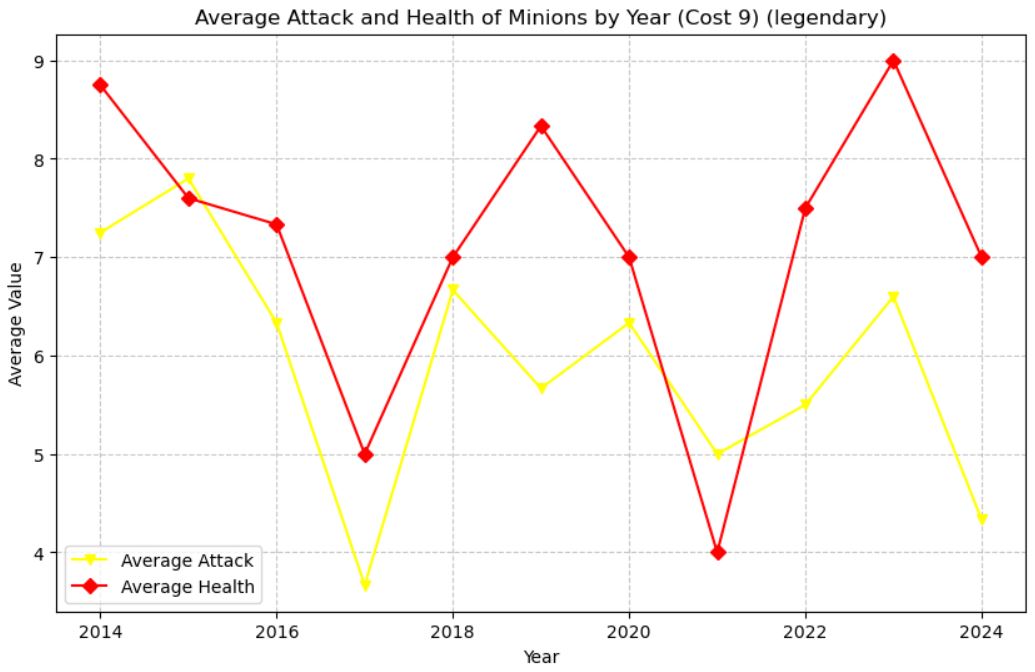 Average Attack and Health of Minions by Year (Cost 9) (legendary)
9
8
7
6
5
4
Average Value
Average Attack
Average Health
2014 2016 2018 2020 2022 2024
Year